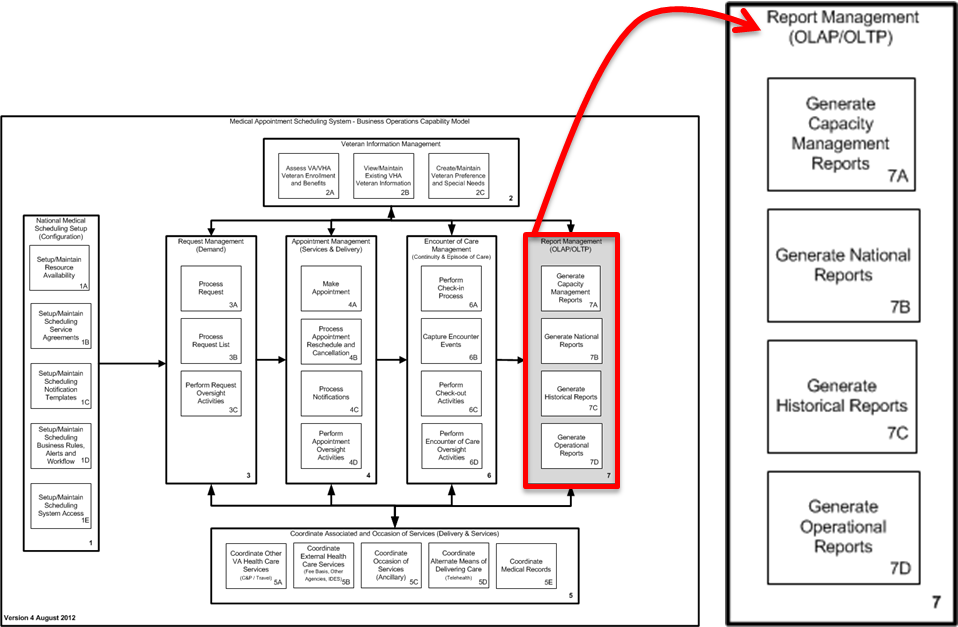 Medical Appointment Scheduling System - Business Operations Capability Model
Veteran Information Management
Assess VA/VHA
Veteran Enrollment
and Benefits
2A
View/Maintain
Existing VHA
Veteran Information
2B
Create/Maintain
Veteran Preference
and Special Needs
2C
2
National Medical
Scheduling Setup
(Configuration)
Setup/Maintain
Resource
Availability
1A
Setup/Maintain
Scheduling
Service
Agreements
1B
Setup/Maintain
Scheduling
Notification
Templates
1C
Setup/Maintain
Scheduling
Business Rules,
Alerts and
Workflow
1D
Setup/Maintain
Scheduling
System Access
1E
1
Request Management
(Demand)
Process
Request
3A
Process
Request List
3B
Perform Request
Oversight
Activities
3C
3
Appointment Management
(Services & Delivery)
Make
Appointment
4A
Process
Appointment
Reschedule and
Cancellation
4B
Process
Notifications
4C
Perform
Appointment
Oversight
Activities
4D
4
Encounter of Care
Management
(Continuity & Episode of Care)
Perform
Check-in
Process
6A
Capture Encounter
Events
6B
Perform
Check-out
Activities
6C
Perform
Encounter of Care
Oversight
Activities
6D
6
Report Management
(OLAP/OLTP)
Generate
Capacity
Management
Reports
7A
Generate National
Reports
7B
Generate
Historical Reports
7C
Generate
Operational
Reports
7D
7
Coordinate Associated and Occasion of Services (Delivery & Services)
Coordinate Other
VA Health Care
Services
(C&P / Travel)
5A
Coordinate
External Health
Care Services
(Fee Basis, Other
Agencies, IDES)
5B
Coordinate
Occasion of
Services
(Ancillary)
5C
Coordinate
Alternate Means of
Delivering Care
(Telehealth)
5D
Coordinate
Medical Records
5E
5
Version 4 August 2012
Report Management
(OLAP/OLTP)
Generate
Capacity
Management
Reports
7A
Generate National
Reports
7B
Generate
Historical Reports
7C
Generate
Operational
Reports
7D
7